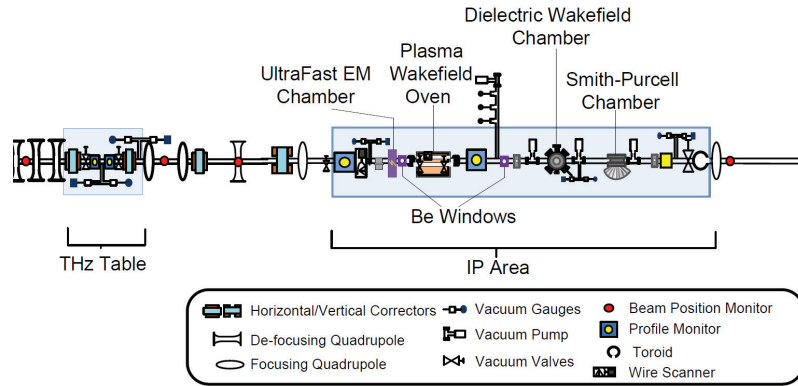 Dielectric Wakefield
Chamber
Plasma
Wakefield
Oven
UltraFast EM
Chamber
Smith-Purcell
Chamber
Be Windows
THz Table
IP Area
Horizontal/Vertical Correctors
De-focusing Quadrupole
Focusing Quadrupole
Vacuum Gauges
Vacuum Pump
Vacuum Valves
Beam Position Monitor
Profile Monitor
Toroid
Wire Scanner